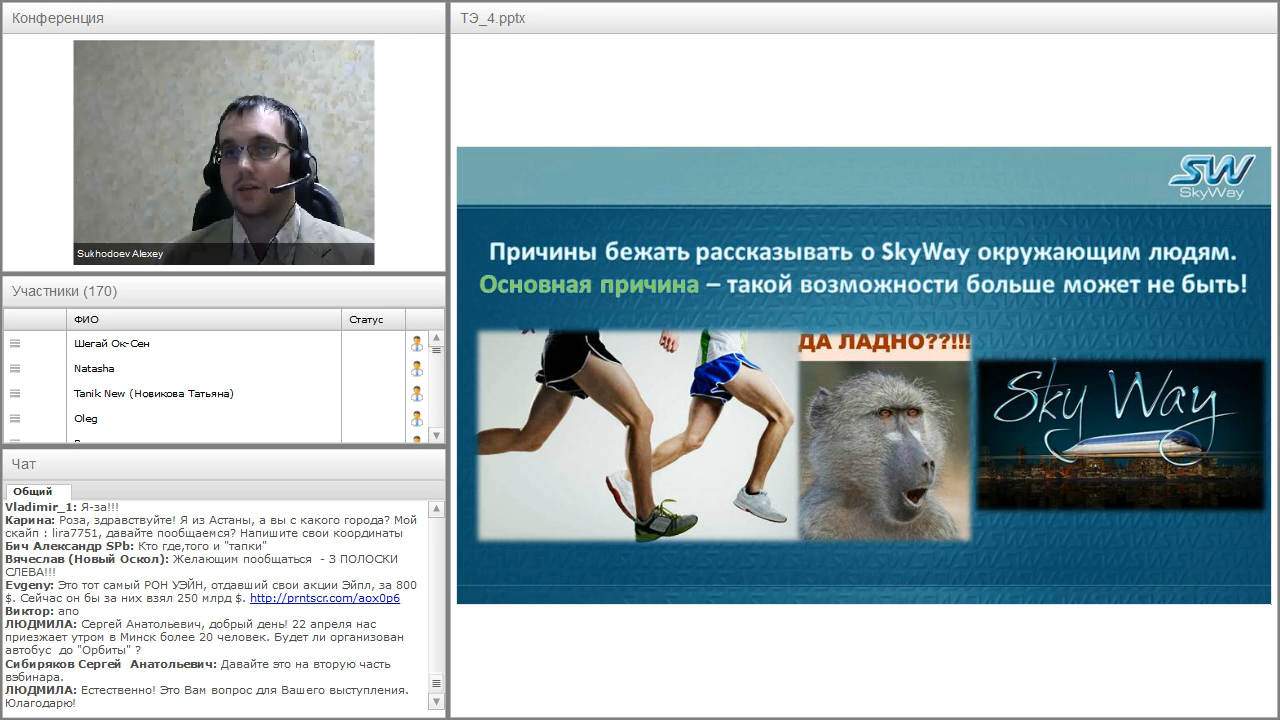 Конференция
Sukhodoev Alexey
Участники (170)
ФИО
Статус
Шегай Ок-Сен
Natasha
Tanik New (Новикова Татьяна)
Oleg
Чат
Общий
Vladimir_1: Я-за!!!
Карина: Роза, здравствуйте! Я из Астаны, а вы с какого города? Мой
скайп : lira7751, давайте пообщаемся? Напишите свои координаты
Бич Александр SPb: Кто где,того и "тапки"
Вячеслав (Новый Оскол): Желающим пообщаться - 3 ПОЛОСКИ
СЛЕВА!!!
Evgeny: Это тот самый РОН УЭЙН, отдавший свои акции Эйпл, за 800
$. Сейчас он бы за них взял 250 млрд $. http://prntscr.com/aox0p6
Виктор: апо
ЛЮДМИЛА: Сергей Анатольевич, добрый день! 22 апреля нас
приезжает утром в Минск более 20 человек. Будет ли организован
автобус до "Орбиты" ?
Сибиряков Сергей Анатольевич: Давайте это на вторую часть
вэбинара.
ЛЮДМИЛА: Естественно! Это Вам вопрос для Вашего выступления.
Юлагодарю!
ТЭ_4.pptx
SW
SkyWay
Причины бежать рассказывать о SkyWay окружающим людям.
Основная причина – такой возможности больше может не быть!
ДА ЛАДНО??!!!
Sky Way